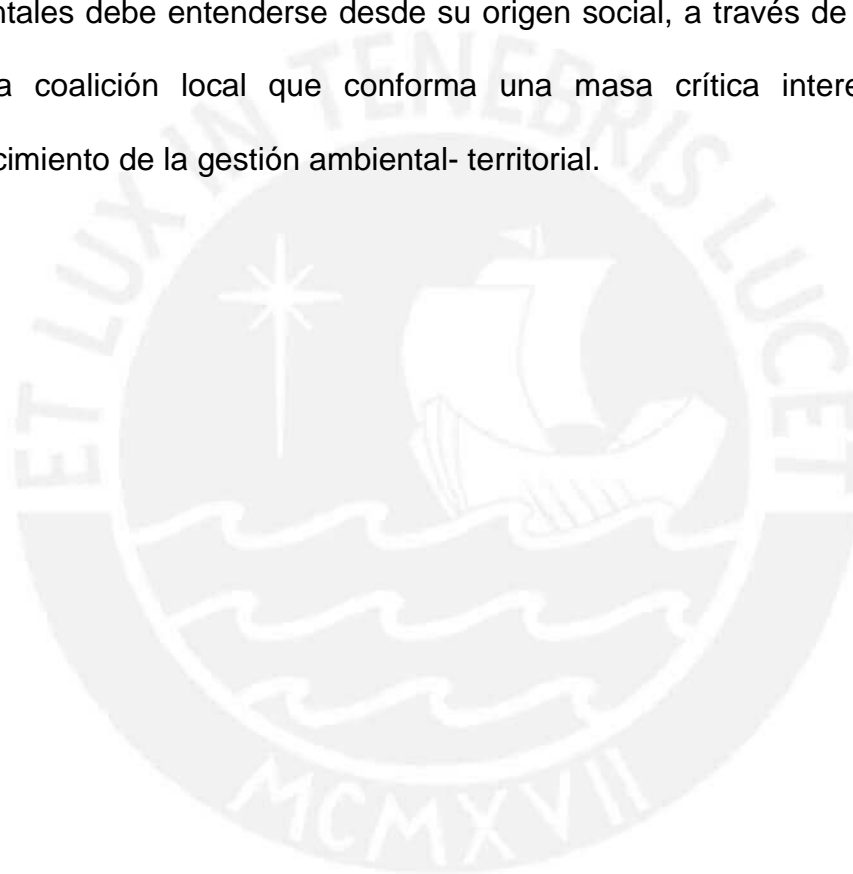 ntales debe entenderse desde su origen social, a través de
a coalición local que conforma una masa crítica intere
cimiento de la gestión ambiental- territorial.
ET LUX IN TENEBRIS LUCET
MCMXVII